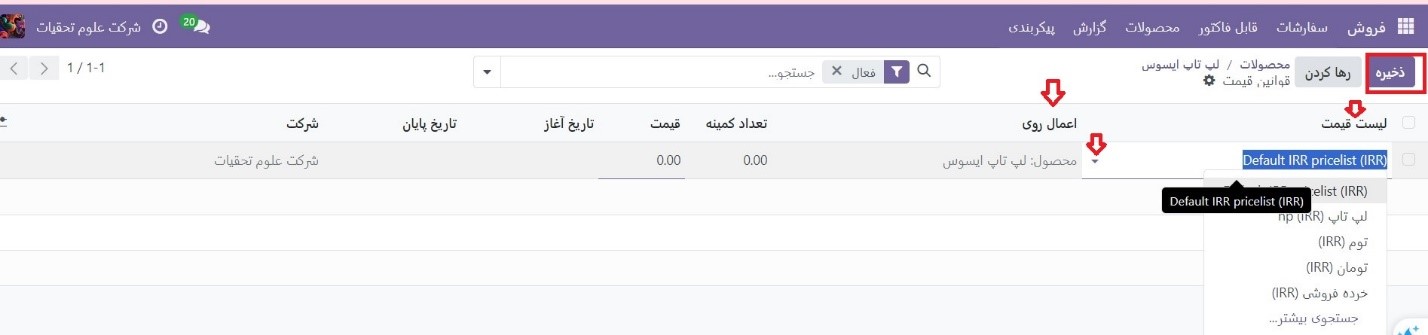 فروش سفارشات قابل فاکتور محصولات گزارش پیکربندی 20 شرکت علوم تحقیات
ذخیره رها کردن محصولات / لپ تاپ ایسوس فعال جستجو... 1-1 / 1
قوانین قیمت
لیست قیمت اعمال روی تعداد کمینه قیمت تاریخ آغاز تاریخ پایان شرکت
Default IRR pricelist (IRR) محصول: لپ تاپ ایسوس 0.00 0.00 شرکت علوم تحقیات
pricelist (IRR)
Default IRR pricelist (IRR)
لپ تاپ hp (IRR)
توم (IRR)
تومان (IRR)
خرده فروشی (IRR)
جستجوی بیشتر...